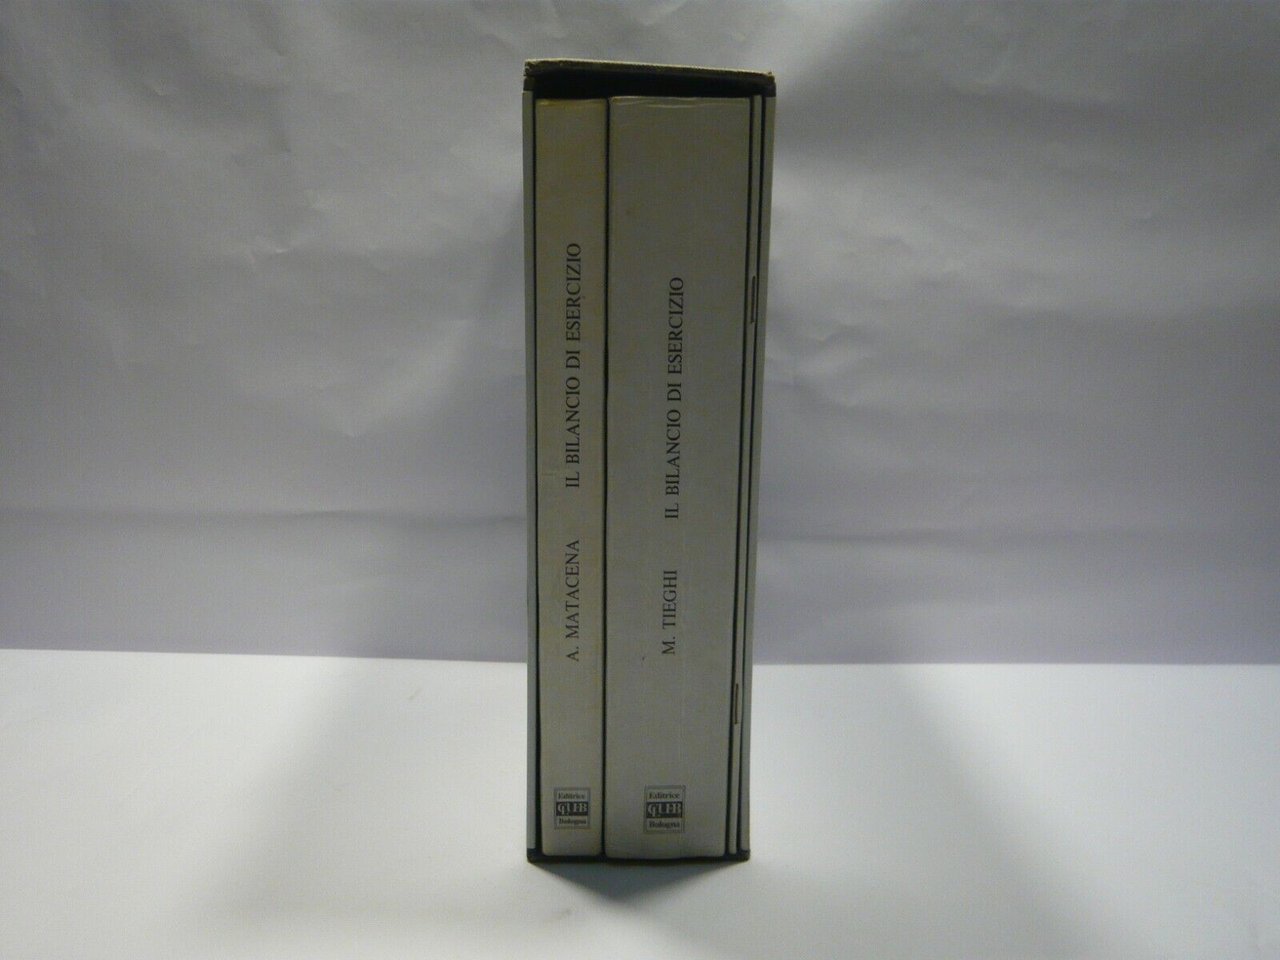 A. MATACENA IL BILANCIO DI ESERCIZIO
Editrice
CLUEB
Bologna
M. TIEGHI IL BILANCIO DI ESERCIZIO
Editrice
CLUEB
Bologna